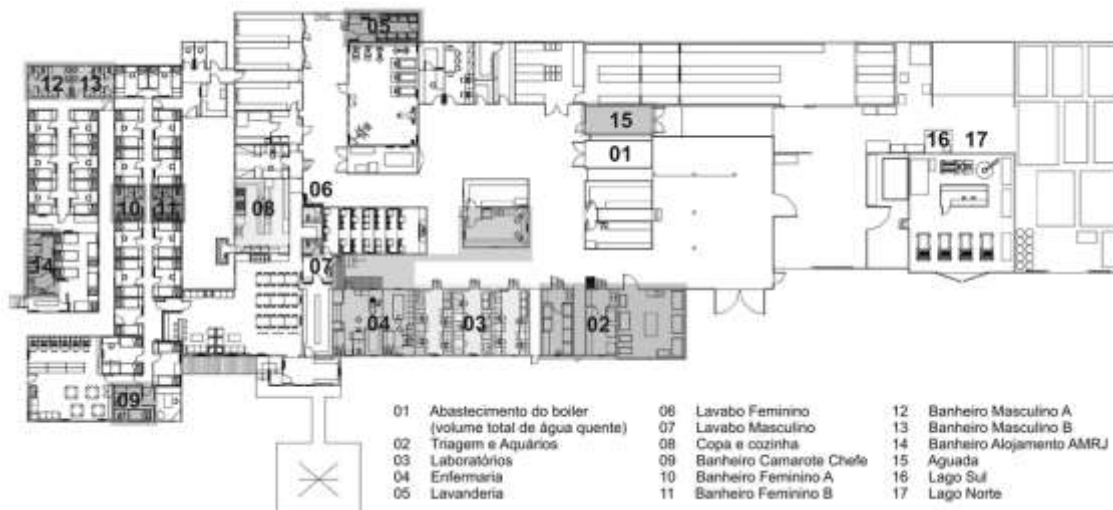 05
12 13
15
01
16 17
06
10 11 08
07
14
04 03 02
09
01 Abastecimento do boiler
(volume total de água quente)
02 Triagem e Aquários
03 Laboratórios
04 Enfermaria
05 Lavanderia
06 Lavabo Feminino
07 Lavabo Masculino
08 Copa e cozinha
09 Banheiro Camarote Chefe
10 Banheiro Feminino A
11 Banheiro Feminino B
12 Banheiro Masculino A
13 Banheiro Masculino B
14 Banheiro Alojamento AMRJ
15 Aguada
16 Lago Sul
17 Lago Norte